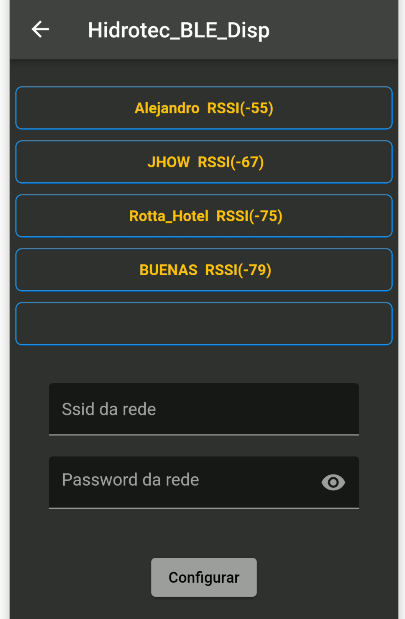 Hidrotec_BLE_Disp
Alejandro RSSI(-55)
JHOW RSSI(-67)
Rotta_Hotel RSSI(-75)
BUENAS RSSI(-79)
Ssid da rede
Password da rede
Configurar